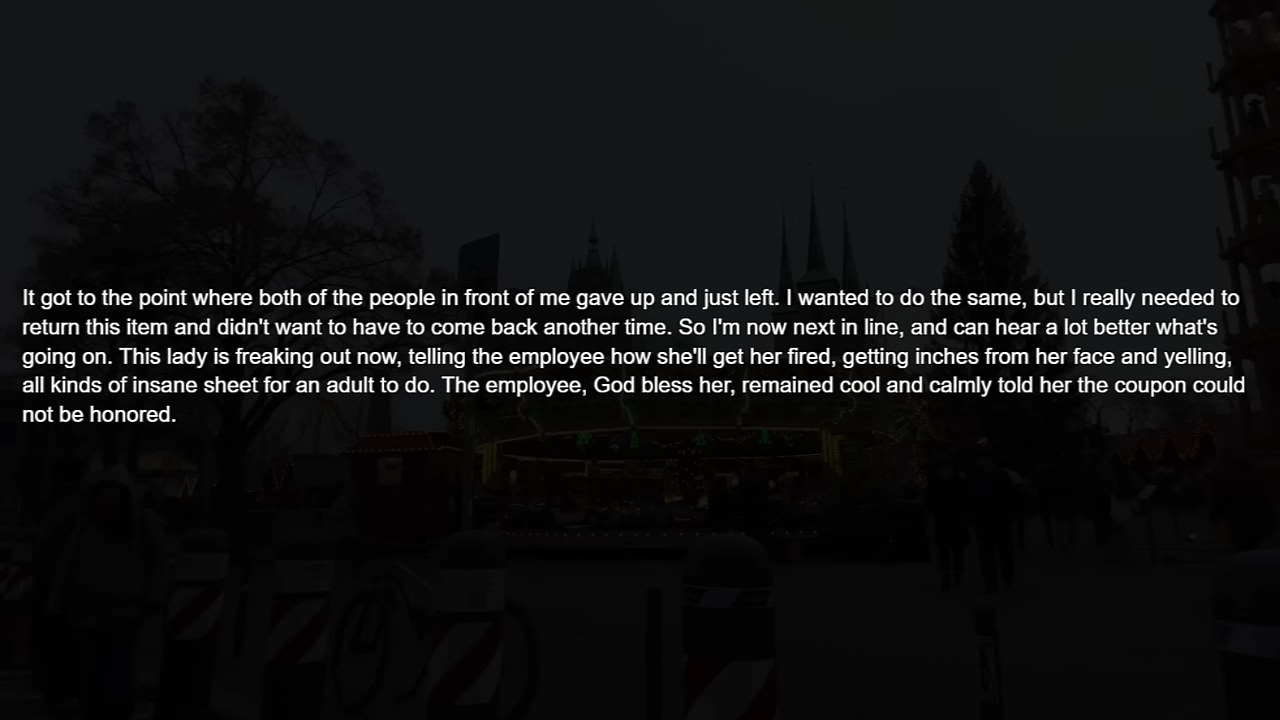 It got to the point where both of the people in front of me gave up and just left. I wanted to do the same, but I really needed to
return this item and didn't want to have to come back another time. So I'm now next in line, and can hear a lot better what's
going on. This lady is freaking out now, telling the employee how she'll get her fired, getting inches from her face and yelling,
all kinds of insane sheet for an adult to do. The employee, God bless her, remained cool and calmly told her the coupon could
not be honored.